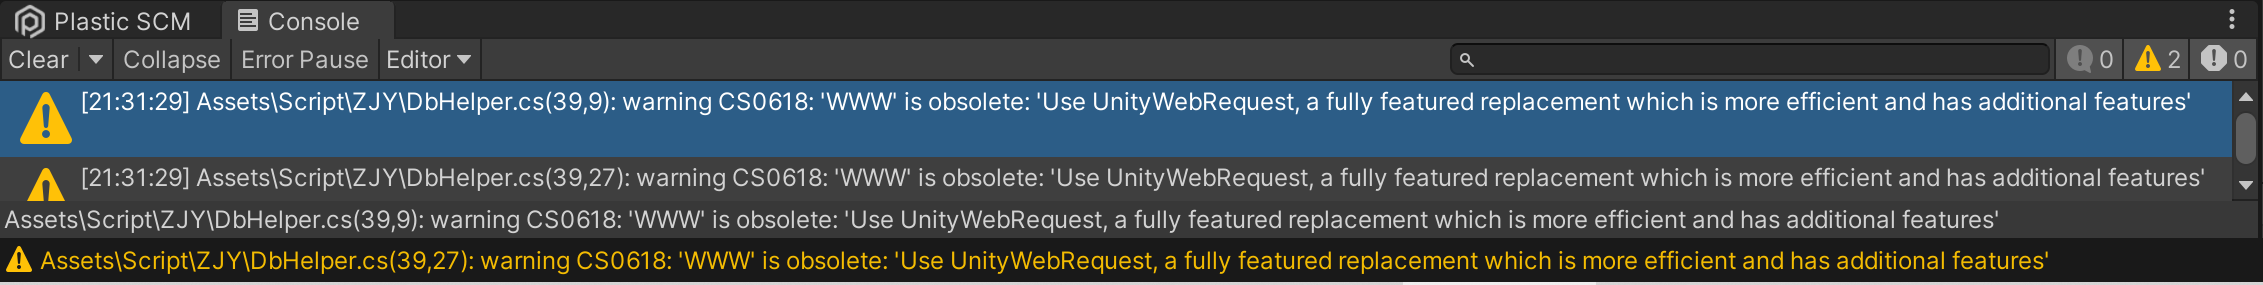 Plastic SCM Console
Clear Collapse Error Pause Editor 0 2 0
[21:31:29] Assets\Script\ZJY\DbHelper.cs(39,9): warning CS0618: 'WWW' is obsolete: 'Use UnityWebRequest, a fully featured replacement which is more efficient and has additional features'
[21:31:29] Assets\Script\ZJY\DbHelper.cs(39,27): warning CS0618: 'WWW' is obsolete: 'Use UnityWebRequest, a fully featured replacement which is more efficient and has additional features'
Assets\Script\ZJY\DbHelper.cs(39,9): warning CS0618: 'WWW' is obsolete: 'Use UnityWebRequest, a fully featured replacement which is more efficient and has additional features'
Assets\Script\ZJY\DbHelper.cs(39,27): warning CS0618: 'WWW' is obsolete: 'Use UnityWebRequest, a fully featured replacement which is more efficient and has additional features'